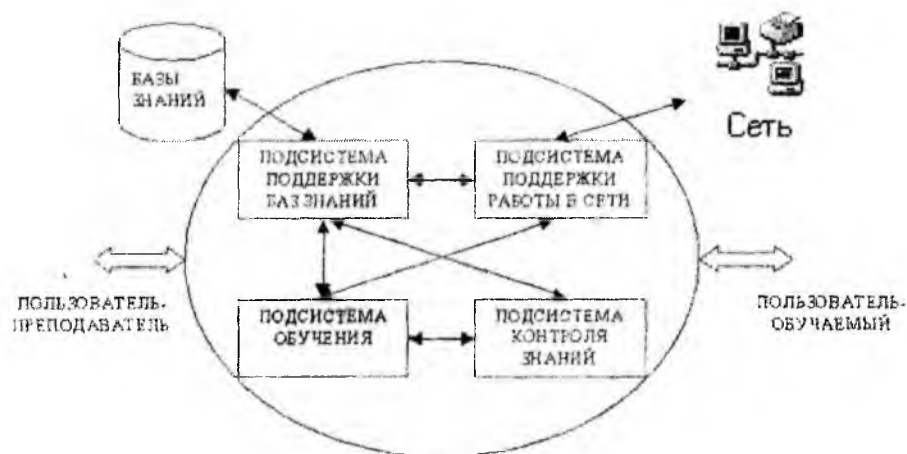 БАЗЫ
ЗНАНИЙ
Сеть
ПОДСИСТЕМА
ПОДДЕРЖКИ
БАЗ ЗНАНИЙ
ПОДСИСТЕМА
ПОДДЕРЖКИ
РАБОТЫ В СЕТИ
ПОЛЬЗОВАТЕЛЬ-
ПРЕПОДАВАТЕЛЬ
ПОДСИСТЕМА
ОБУЧЕНИЯ
ПОДСИСТЕМА
КОНТРОЛЯ
ЗНАНИЙ
ПОЛЬЗОВАТЕЛЬ-
ОБУЧАЕМЫЙ